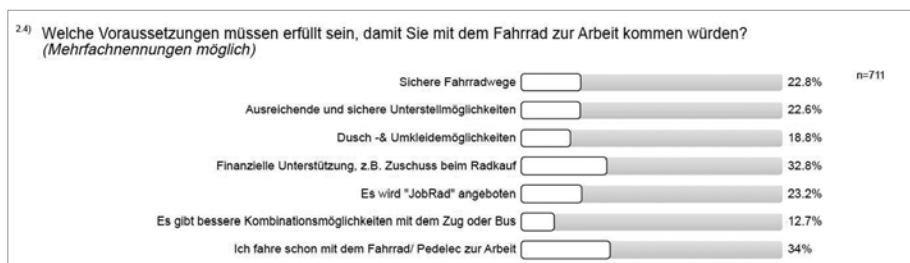 2.4) Welche Voraussetzungen müssen erfüllt sein, damit Sie mit dem Fahrrad zur Arbeit kommen würden?
(Mehrfachnennungen möglich)
Sichere Fahrradwege 22.8% n=711
Ausreichende und sichere Unterstellmöglichkeiten 22.6%
Dusch -& Umkleidemöglichkeiten 18.8%
Finanzielle Unterstützung, z.B. Zuschuss beim Radkauf 32.8%
Es wird "JobRad" angeboten 23.2%
Es gibt bessere Kombinationsmöglichkeiten mit dem Zug oder Bus 12.7%
Ich fahre schon mit dem Fahrrad/ Pedelec zur Arbeit 34%